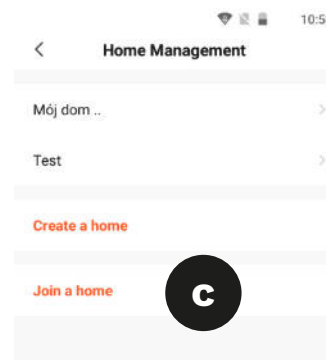 10:5
Home Management
Mój dom ..
Test
Create a home
Join a home
C